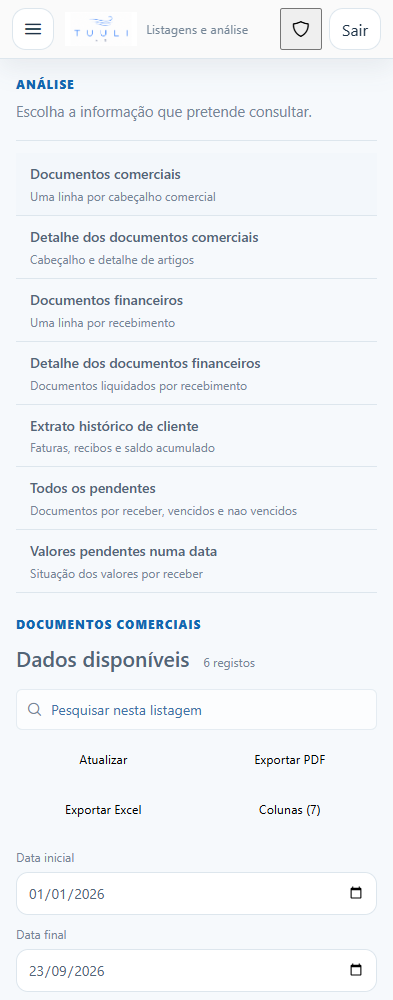 TUULI
Listagens e análise
Sair
ANÁLISE
Escolha a informação que pretende consultar.
Documentos comerciais
Uma linha por cabeçalho comercial
Detalhe dos documentos comerciais
Cabeçalho e detalhe de artigos
Documentos financeiros
Uma linha por recebimento
Detalhe dos documentos financeiros
Documentos liquidados por recebimento
Extrato histórico de cliente
Faturas, recibos e saldo acumulado
Todos os pendentes
Documentos por receber, vencidos e nao vencidos
Valores pendentes numa data
Situação dos valores por receber
DOCUMENTOS COMERCIAIS
Dados disponíveis 6 registos
Pesquisar nesta listagem
Atualizar Exportar PDF
Exportar Excel Colunas (7)
Data inicial
01/01/2026
Data final
23/09/2026